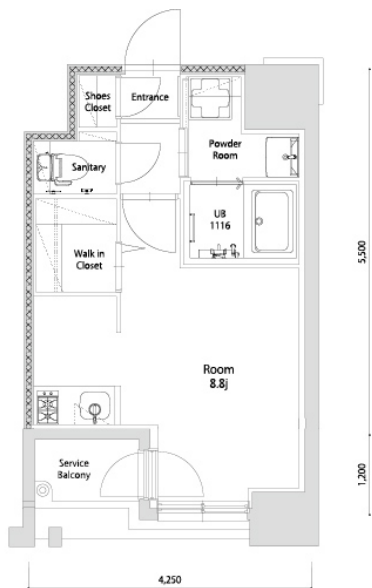 Shoes
Closet
Entrance
Powder
Room
Sanitary
UB
1116
Walk in
Closet
5,500
Room
8.8j
Service
Balcony
1,200
4,250